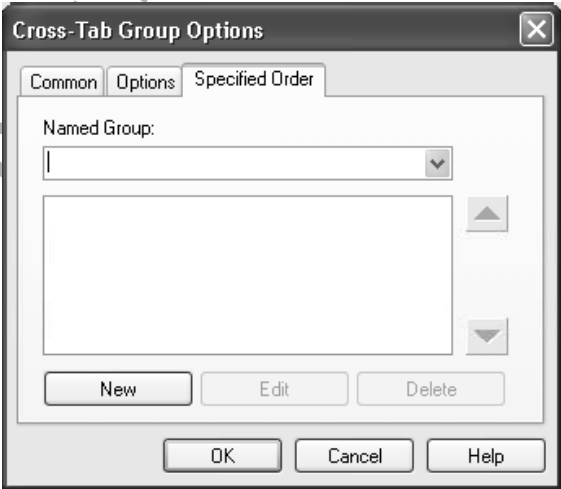 Cross-Tab Group Options
Common Options Specified Order
Named Group:
New Edit Delete
OK Cancel Help